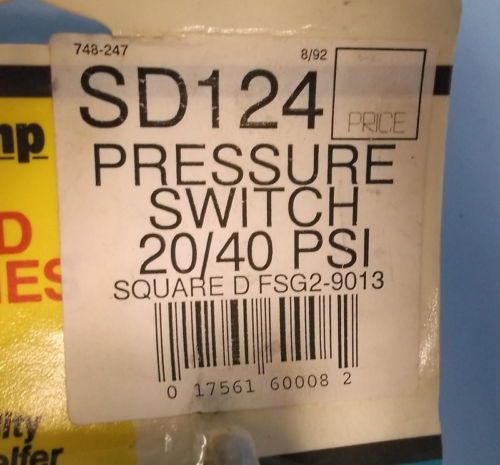 748-247 8/92
SD124
PRICE
PRESSURE
SWITCH
20/40 PSI
SQUARE D FSG2-9013
0 17561 60008 2